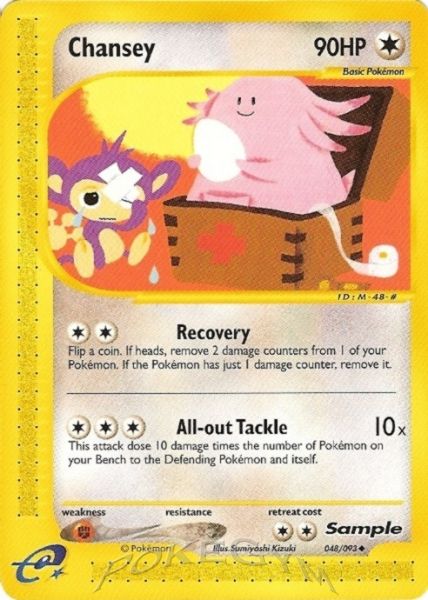 Chansey
90HP
Basic Pokémon
ID: M-48-#
Recovery
Flip a coin. If heads, remove 2 damage counters from 1 of your
Pokémon. If the Pokémon has just 1 damage counter, remove it.
All-out Tackle 10x
This attack dose 10 damage times the number of Pokémon on
your Bench to the Defending Pokémon and itself.
weakness resistance retreat cost
Sample
© Pokémon Illus. Sumiyoshi Kizuki 048/093
e
POKEGYM